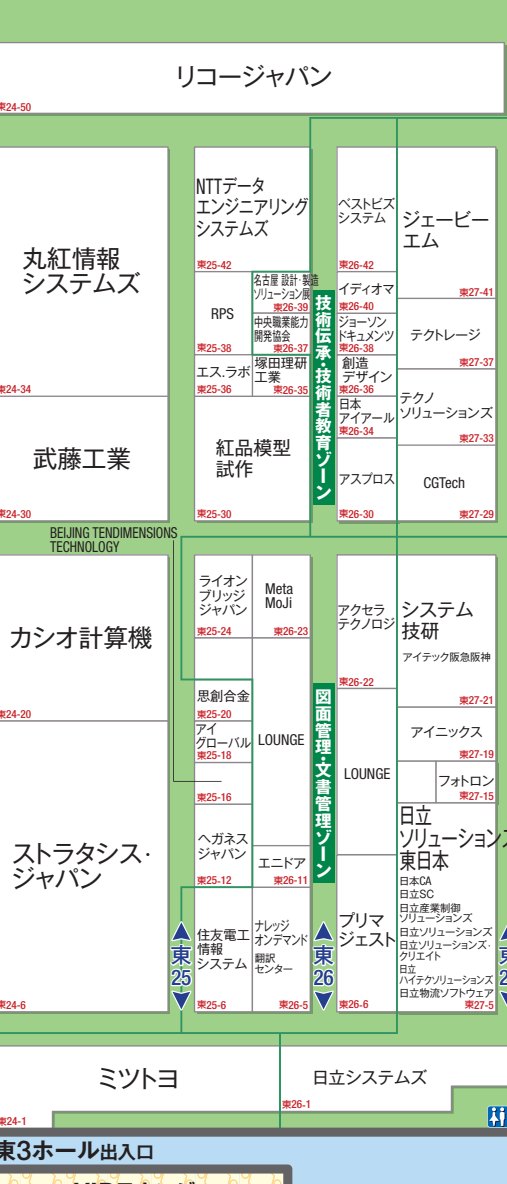 リコージャパン
東24-50
丸紅情報
システムズ
東24-34
武藤工業
東24-30
NTTデータ
エンジニアリング
システムズ
東25-42
名古屋 設計・製造
ソリューション展
東26-39
RPS
東25-38
中央職業能力
開発協会
東26-37
エス.ラボ
東25-36
塚田理研
工業
東26-35
紅品模型
試作
東25-30
技術伝承・技術者教育ゾーン
ベストビズ
システム
東26-42
イディオマ
東26-40
ジョーソン
ドキュメンツ
東26-38
創造
デザイン
東26-36
日本
アイアール
東26-34
アスプロス
東26-30
ジェービー
エム
東27-41
テクトレージ
東27-37
テクノ
ソリューションズ
東27-33
CGTech
東27-29
BEIJING TENDIMENSIONS
TECHNOLOGY
カシオ計算機
東24-20
ストラタシス・
ジャパン
東24-6
ライオン
ブリッジ
ジャパン
東25-24
Meta
MoJi
東26-23
思創合金
東25-20
アイ
グローバル
東25-18
東25-16
LOUNGE
ヘガネス
ジャパン
東25-12
エニドア
東26-11
住友電工
情報
システム
東25-6
ナレッジ
オンデマンド
翻訳
センター
東26-5
東
25
図面管理・文書管理ゾーン
東
26
アクセラ
テクノロジ
東26-22
LOUNGE
プリマ
ジェスト
東26-6
システム
技研
アイテック阪急阪神
東27-21
アイニックス
東27-19
フォトロン
東27-15
日立
ソリューションズ
東日本
日本CA
日立SC
日立産業制御
ソリューションズ
日立ソリューションズ
日立ソリューションズ・
クリエイト
日立
ハイテクソリューションズ
日立物流ソフトウェア
東27-5
ミツトヨ
東24-1
日立システムズ
東26-1
東3ホール出入口